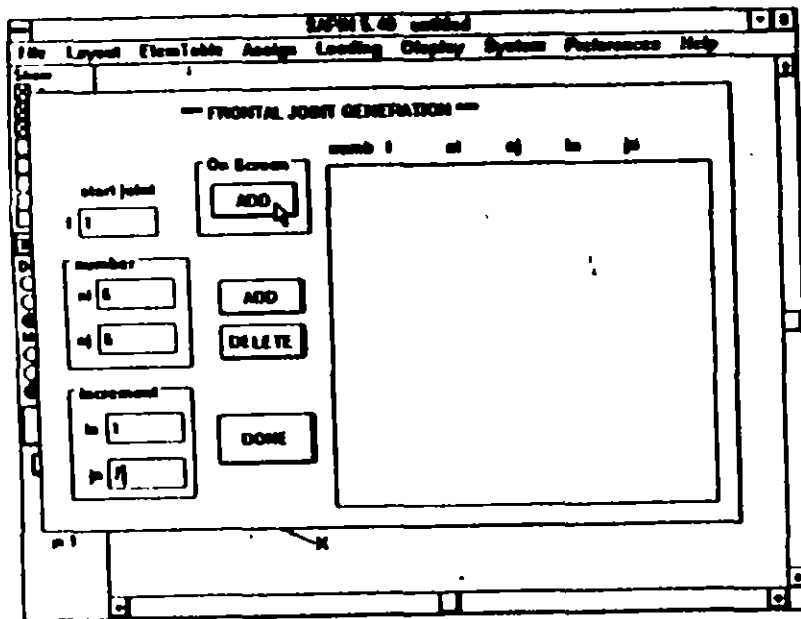 SAPIN 5.40 untitled
File Layout ElemTable Assign Loading Display System Preferences Help
Show
FRONTAL JOINT GENERATION
numb i ni nj in jn
On Screen
ADD
start joint
i 1
number
ni 6
nj 6
ADD
DELETE
increment
in 1
jn 7
DONE
X